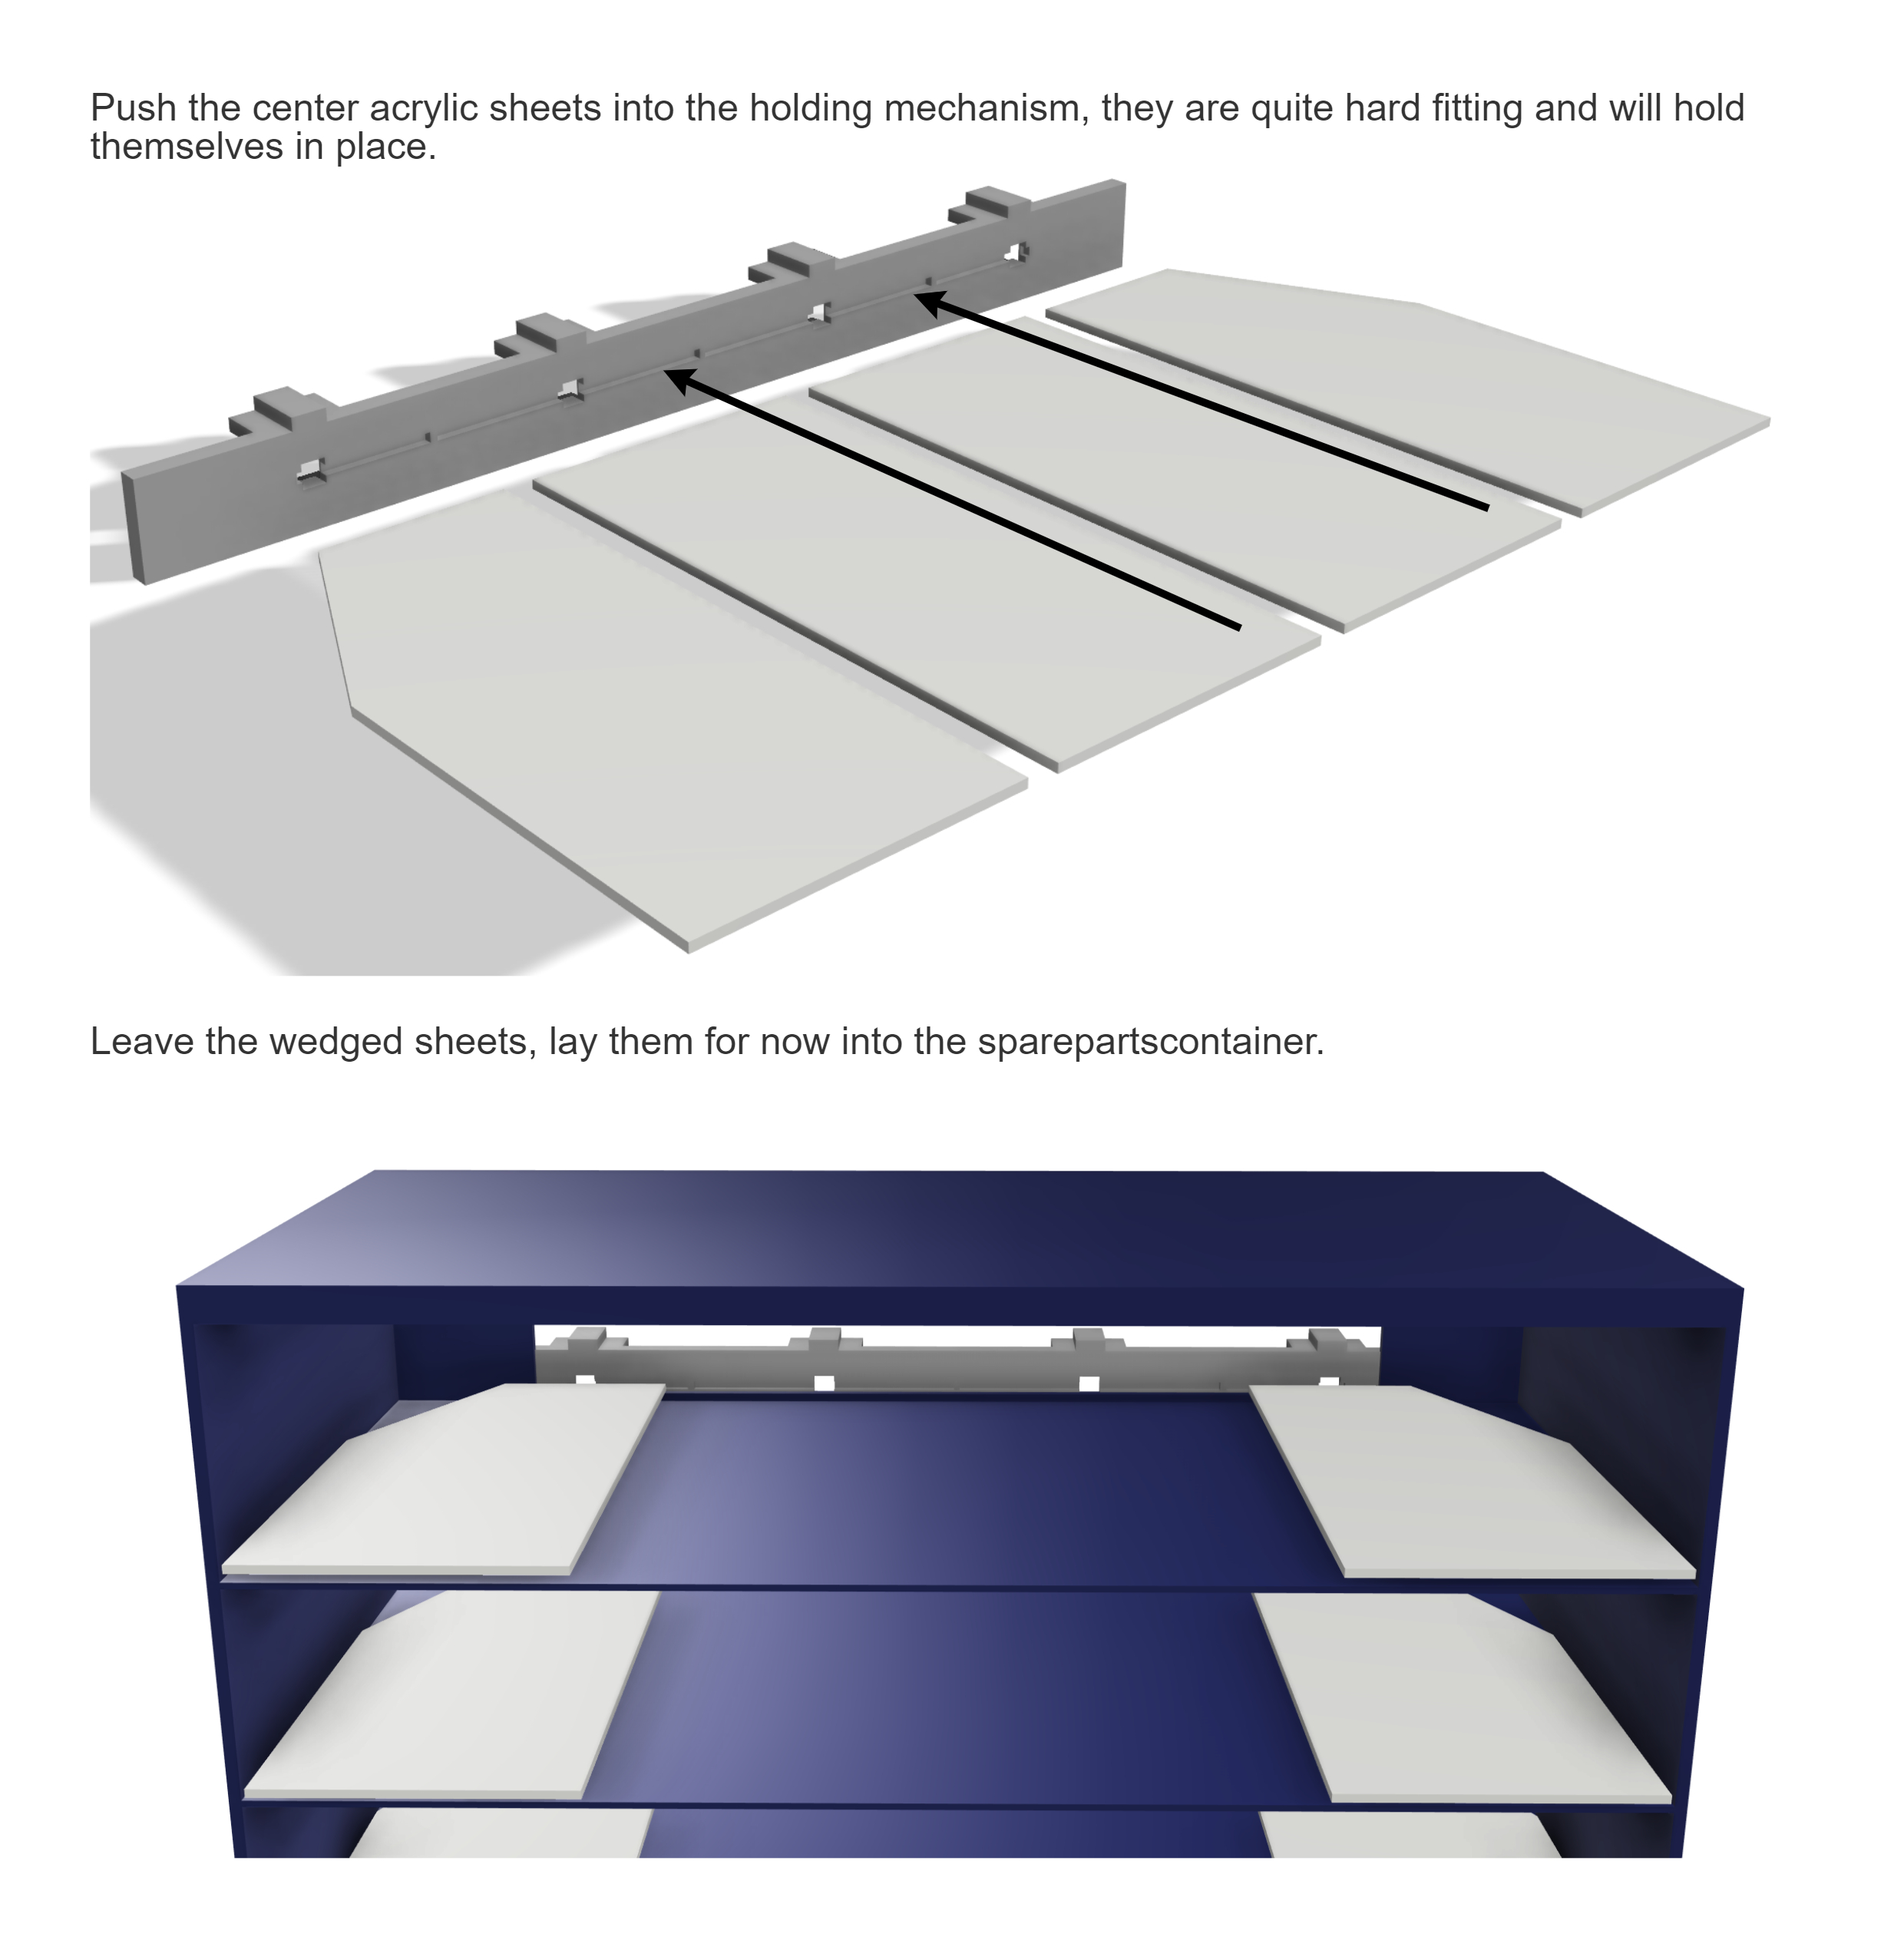 Push the center acrylic sheets into the holding mechanism, they are quite hard fitting and will hold
themselves in place.
Leave the wedged sheets, lay them for now into the sparepartscontainer.